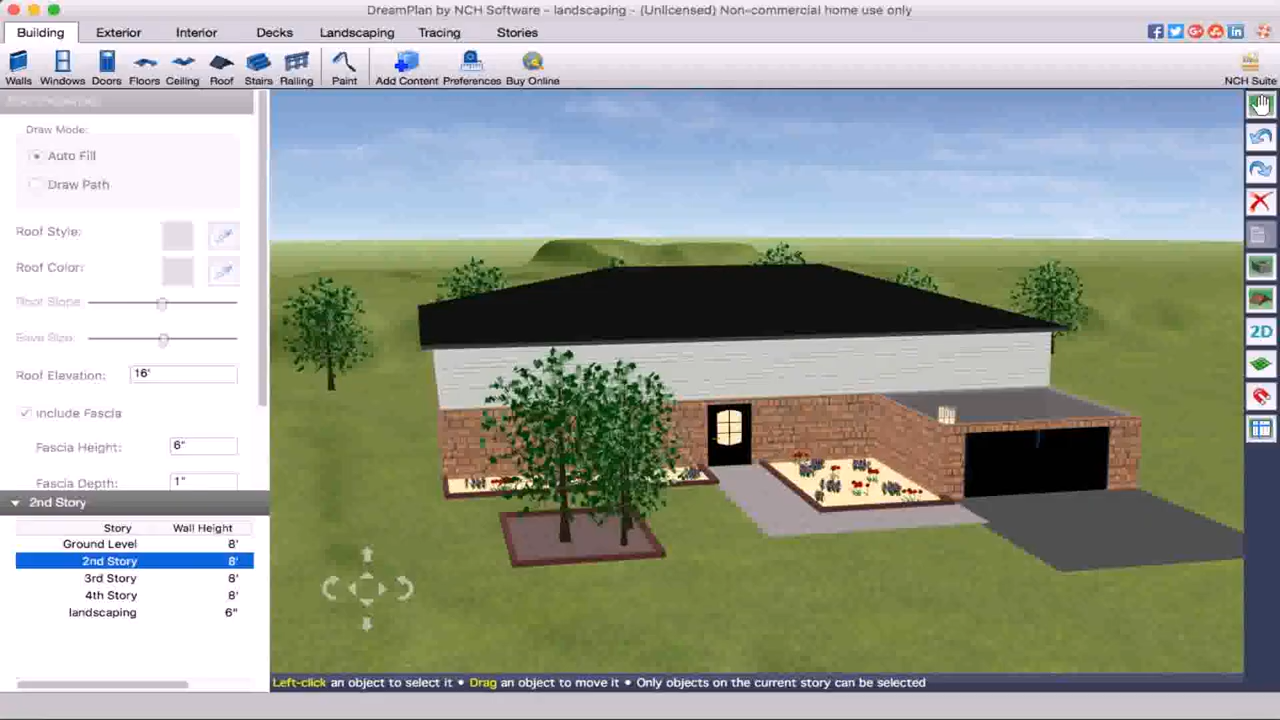 DreamPlan by NCH Software - landscaping - (Unlicensed) Non-commercial home use only
Building Exterior Interior Decks Landscaping Tracing Stories
Walls Windows Doors Floors Ceiling Roof Stairs Railing Paint Add Content Preferences Buy Online NCH Suite
Draw Mode:
Auto Fill
Draw Path
Roof Style:
Roof Color:
Roof Slope:
Eave Size:
Roof Elevation: 16'
Include Fascia
Fascia Height: 6"
Fascia Depth: 1"
2nd Story
Story Wall Height
Ground Level 8'
2nd Story 8'
3rd Story 8'
4th Story 8'
landscaping 6"
2D
Left-click an object to select it • Drag an object to move it • Only objects on the current story can be selected